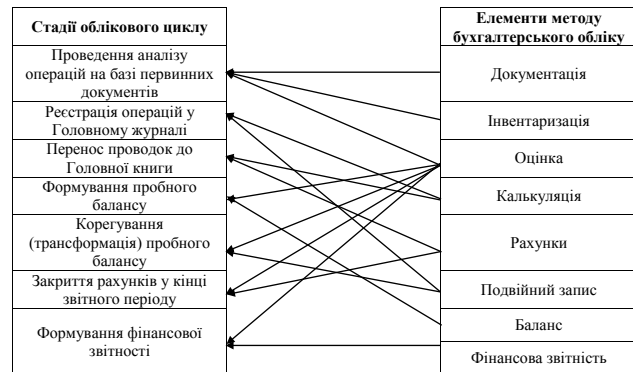 Стадії облікового циклу
Проведення аналізу
операцій на базі первинних
документів
Реєстрація операцій у
Головному журналі
Перенос проводок до
Головної книги
Формування пробного
балансу
Корегування
(трансформація) пробного
балансу
Закриття рахунків у кінці
звітного періоду
Формування фінансової
звітності
Елементи методу
бухгалтерського обліку
Документація
Інвентаризація
Оцінка
Калькуляція
Рахунки
Подвійний запис
Баланс
Фінансова звітність